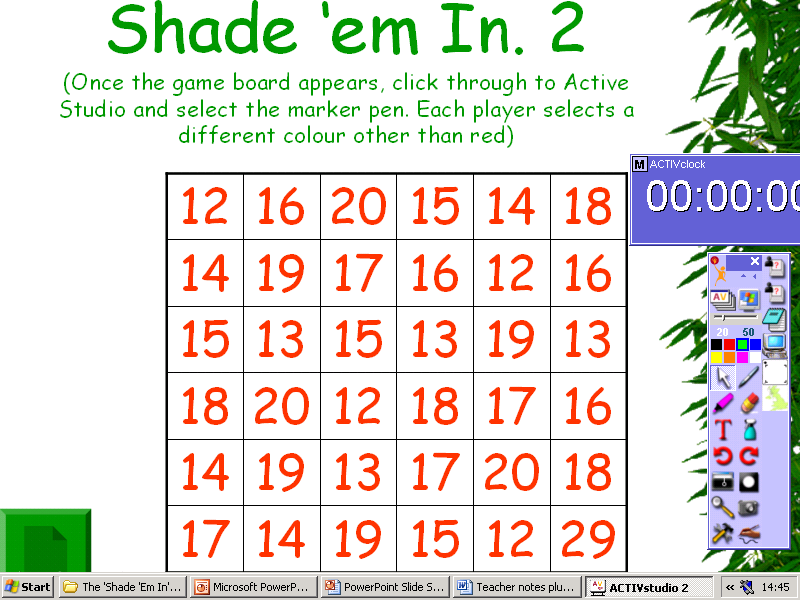 Shade 'em In. 2
(Once the game board appears, click through to Active
Studio and select the marker pen. Each player selects a
different colour other than red)
M ACTIVclock
00:00:00
12 16 20 15 14 18
14 19 17 16 12 16
15 13 15 13 19 13
18 20 12 18 17 16
14 19 13 17 20 18
17 14 19 15 12 29
AV
20 50
T
Start
The 'Shade 'Em In'...
Microsoft PowerP...
PowerPoint Slide S...
Teacher notes plu...
ACTIVstudio 2
14:45